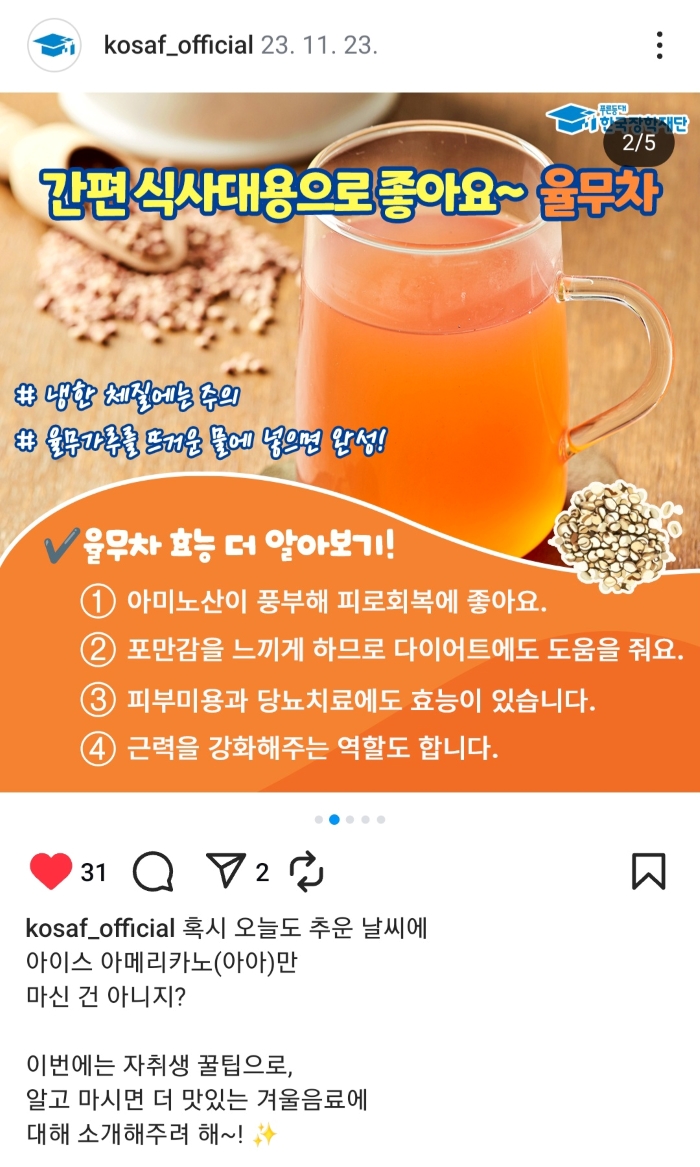 kosaf_official 23. 11. 23.
푸른등대
한국장학재단
2/5
간편 식사대용으로 좋아요~ 율무차
# 냉한 체질에는 주의
# 율무가루를 뜨거운 물에 넣으면 완성!
✔율무차 효능 더 알아보기!
① 아미노산이 풍부해 피로회복에 좋아요.
② 포만감을 느끼게 하므로 다이어트에도 도움을 줘요.
③ 피부미용과 당뇨치료에도 효능이 있습니다.
④ 근력을 강화해주는 역할도 합니다.
31 2
kosaf_official 혹시 오늘도 추운 날씨에
아이스 아메리카노(아아)만
마신 건 아니지?
이번에는 자취생 꿀팁으로,
알고 마시면 더 맛있는 겨울음료에
대해 소개해주려 해~! ✨